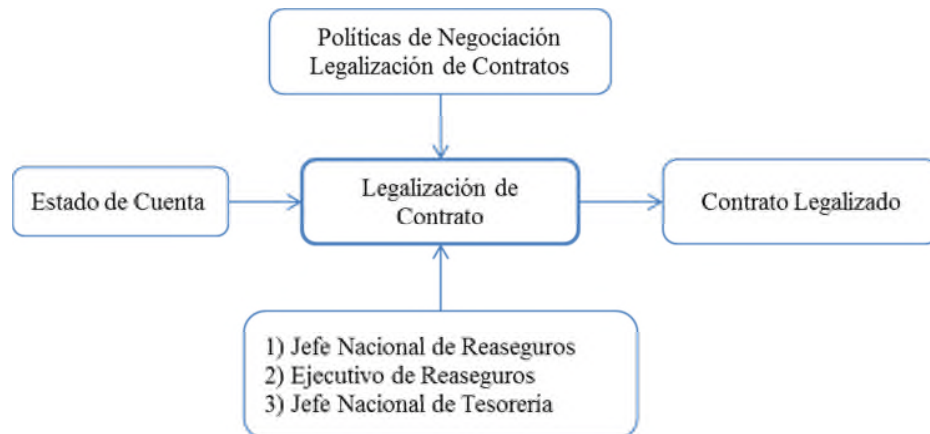 Políticas de Negociación
Legalización de Contratos
Estado de Cuenta
Legalización de
Contrato
Contrato Legalizado
1) Jefe Nacional de Reaseguros
2) Ejecutivo de Reaseguros
3) Jefe Nacional de Tesorería